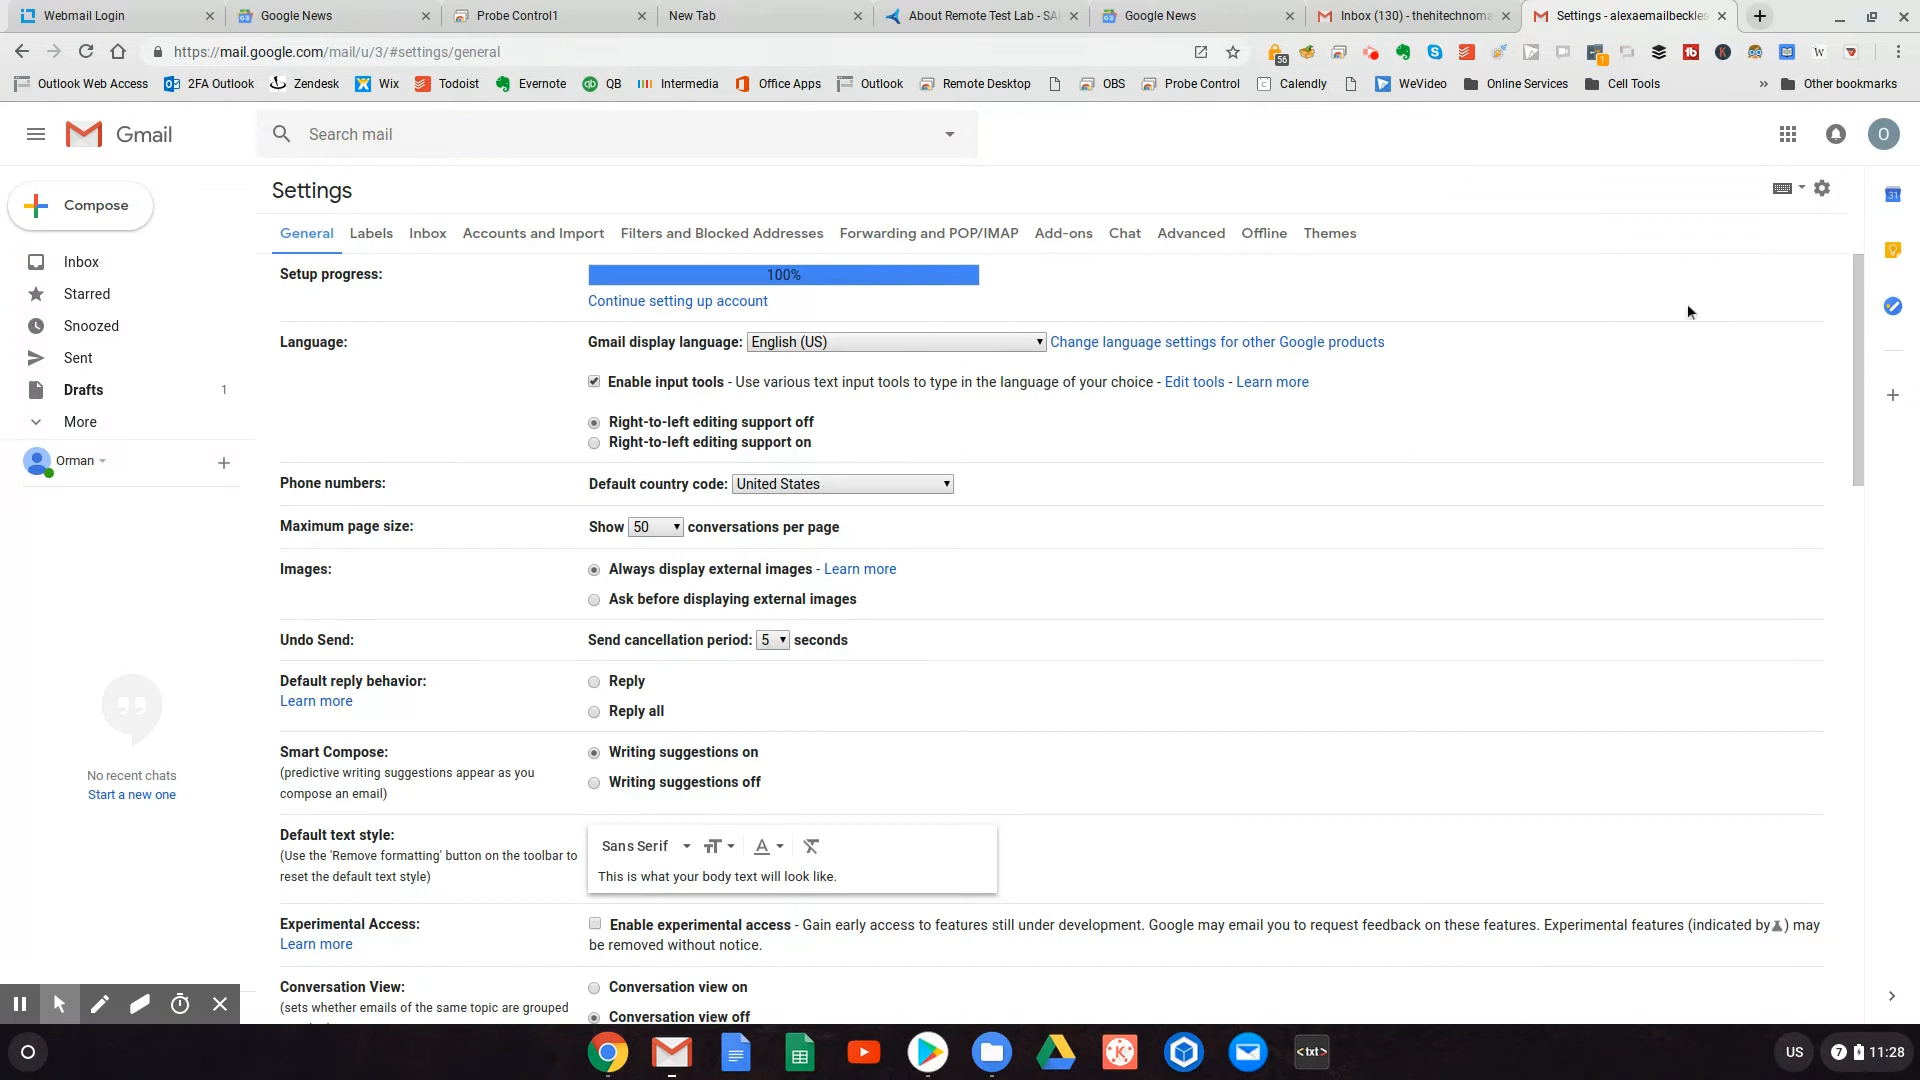 Webmail Login
Google News
Probe Control1
New Tab
About Remote Test Lab - SA
Google News
Inbox (130) - thehitechnoma
Settings - alexaemailbeckles
https://mail.google.com/mail/u/3/#settings/general
56
1
Outlook Web Access
2FA Outlook
Zendesk
Wix
Todoist
Evernote
QB
Intermedia
Office Apps
Outlook
Remote Desktop
OBS
Probe Control
Calendly
WeVideo
Online Services
Cell Tools
»
Other bookmarks
Gmail
Search mail
O
Compose
Settings
31
General
Labels
Inbox
Accounts and Import
Filters and Blocked Addresses
Forwarding and POP/IMAP
Add-ons
Chat
Advanced
Offline
Themes
Inbox
Starred
Snoozed
Sent
Drafts 1
More
Orman
No recent chats
Start a new one
Setup progress:
100%
Continue setting up account
Language:
Gmail display language: English (US) Change language settings for other Google products
Enable input tools - Use various text input tools to type in the language of your choice - Edit tools - Learn more
Right-to-left editing support off
Right-to-left editing support on
Phone numbers:
Default country code: United States
Maximum page size:
Show 50 conversations per page
Images:
Always display external images - Learn more
Ask before displaying external images
Undo Send:
Send cancellation period: 5 seconds
Default reply behavior:
Learn more
Reply
Reply all
Smart Compose:
(predictive writing suggestions appear as you
compose an email)
Writing suggestions on
Writing suggestions off
Default text style:
(Use the 'Remove formatting' button on the toolbar to
reset the default text style)
Sans Serif
This is what your body text will look like.
Experimental Access:
Learn more
Enable experimental access - Gain early access to features still under development. Google may email you to request feedback on these features. Experimental features (indicated by ) may
be removed without notice.
Conversation View:
(sets whether emails of the same topic are grouped
Conversation view on
Conversation view off
<txt>
US
7
11:28